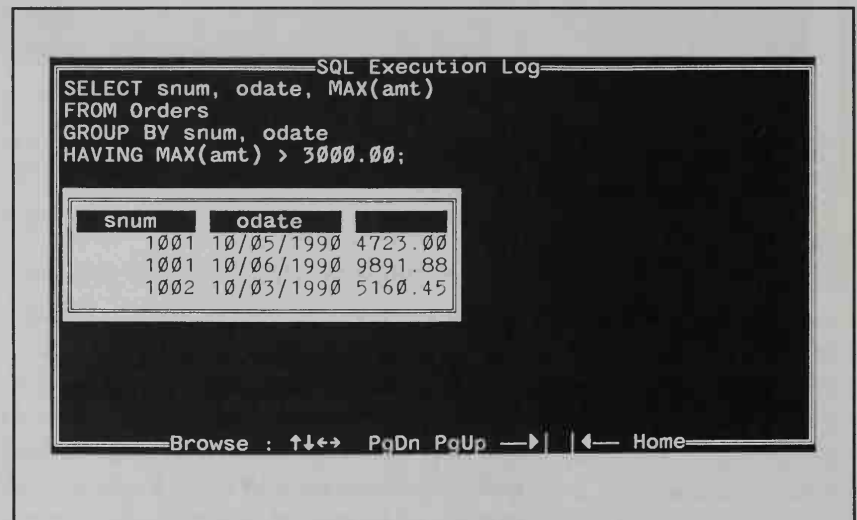 SQL Execution Log
SELECT snum, odate, MAX(amt)
FROM Orders
GROUP BY snum, odate
HAVING MAX(amt) > 3000.00;
snum odate
1001 10/05/1990 4723.00
1001 10/06/1990 9891.88
1002 10/03/1990 5160.45
Browse : ↑↓←→ PgDn PgUp —▶| |◀— Home